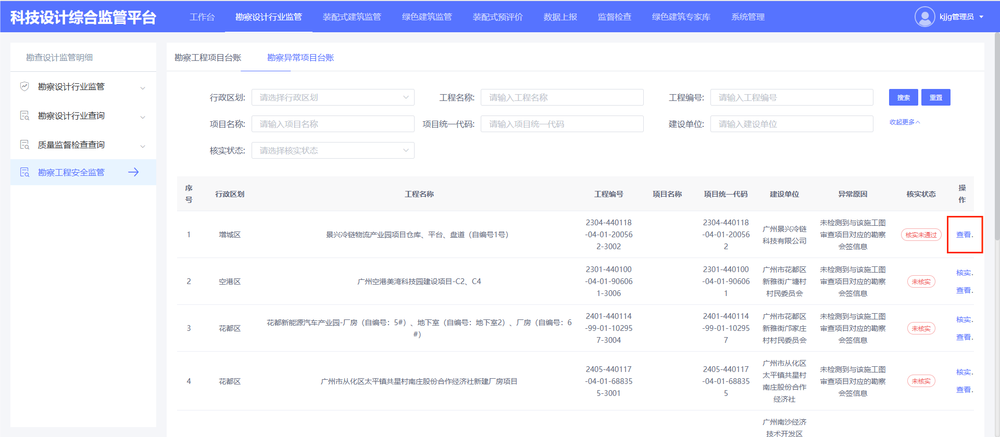 科技设计综合监管平台
工作台 勘察设计行业监管 装配式建筑监管 绿色建筑监管 装配式预评价 数据上报 监督检查 绿色建筑专家库 系统管理
kjjg管理员
勘查设计监管明细
勘察设计行业监管
勘察设计行业查询
质量监督检查查询
勘察工程安全监管
勘察工程项目台账 勘察异常项目台账
行政区划: 请选择行政区划 工程名称: 请输入工程名称 工程编号: 请输入工程编号 搜索 重置
项目名称: 请输入项目名称 项目统一代码: 请输入项目统一代码 建设单位: 请输入建设单位 收起更多
核实状态: 请选择核实状态
序
号
行政区划 工程名称 工程编号 项目名称 项目统一代码 建设单位 异常原因 核实状态
操
作
1
增城区
景兴冷链物流产业园项目仓库、平台、盘道（自编号1号）
2304-440118
-04-01-20056
2-3002
2304-440118
-04-01-20056
2
广州景兴冷链
科技有限公司
未检测到与该施工图
审查项目对应的勘察
会签信息
核实未通过
查看.
2
空港区
广州空港美湾科技园建设项目-C2、C4
2301-440100
-04-01-90606
1-3006
2301-440100
-04-01-90606
1
广州市花都区
新雅街广塘村
村民委员会
未检测到与该施工图
审查项目对应的勘察
会签信息
未核实
核实.
查看.
3
花都区
花都新能源汽车产业园-厂房（自编号：5#）、地下室（自编号：地下室2）、厂房（自编号：6
#）
2401-440114
-99-01-10295
7-3004
2401-440114
-99-01-10295
7
广州市花都区
新雅街邝家庄
村村民委员会
未检测到与该施工图
审查项目对应的勘察
会签信息
未核实
核实.
查看.
4
花都区
广州市从化区太平镇共星村南庄股份合作经济社新建厂房项目
2405-440117
-04-01-68835
5-3001
2405-440117
-04-01-68835
5
广州市从化区
太平镇共星村
南庄股份合作
经济社
未检测到与该施工图
审查项目对应的勘察
会签信息
未核实
核实.
查看.
广州南沙经济
技术开发区